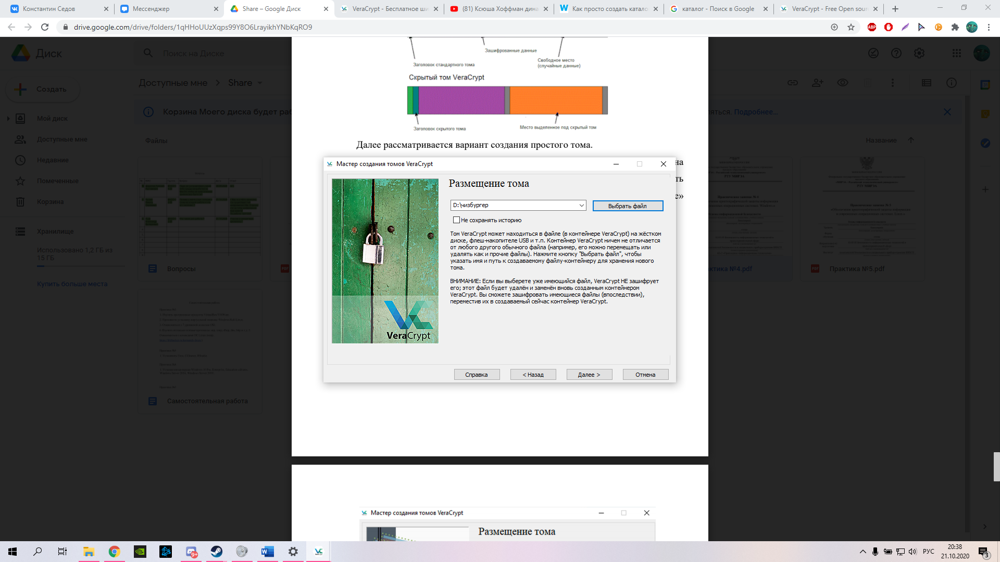 Константин Седов
Мессенджер
Share – Google Диск
VeraCrypt - Бесплатное ши
(81) Ксюша Хоффман дина
Как просто создать катало
каталог - Поиск в Google
VeraCrypt - Free Open sour
drive.google.com/drive/folders/1qHHoUUzXqps99Y8O6LrayikhYNbKqRO9
Диск
Поиск на Диске
Создать
Доступные мне
Share
Корзина Моего диска будет раб
ляться. Подробнее...
Мой диск
Доступные мне
Недавние
Помеченные
Корзина
Хранилище
Использовано 1,2 ГБ из
15 ГБ
Купить больше места
Файлы
Название
Вопросы
Самостоятельная работа
ктика №4.pdf
Практика №5.pdf
Зашифрованные данные
Заголовок стандартного тома
Свободное место
(случайные данные)
Скрытый том VeraCrypt
Заголовок скрытого тома
Место выделенное под скрытый том
Далее рассматривается вариант создания простого тома.
на
ть
е»
Мастер создания томов VeraCrypt
Размещение тома
D:\чизбургер
Выбрать файл
Не сохранять историю
Том VeraCrypt может находиться в файле (в контейнере VeraCrypt) на жёстком
диске, флеш-накопителе USB и т.п. Контейнер VeraCrypt ничем не отличается
от любого другого обычного файла (например, его можно перемещать или
удалять как и прочие файлы). Нажмите кнопку "Выбрать файл", чтобы
указать имя и путь к создаваемому файлу-контейнеру для хранения нового
тома.
ВНИМАНИЕ: Если вы выберете уже имеющийся файл, VeraCrypt НЕ зашифрует
его; этот файл будет удалён и заменён вновь созданным контейнером
VeraCrypt. Вы сможете зашифровать имеющиеся файлы (впоследствии),
переместив их в создаваемый сейчас контейнер VeraCrypt.
VeraCrypt
Справка
< Назад
Далее >
Отмена
Мастер создания томов VeraCrypt
Размещение тома
9+
РУС
20:38
21.10.2020
3